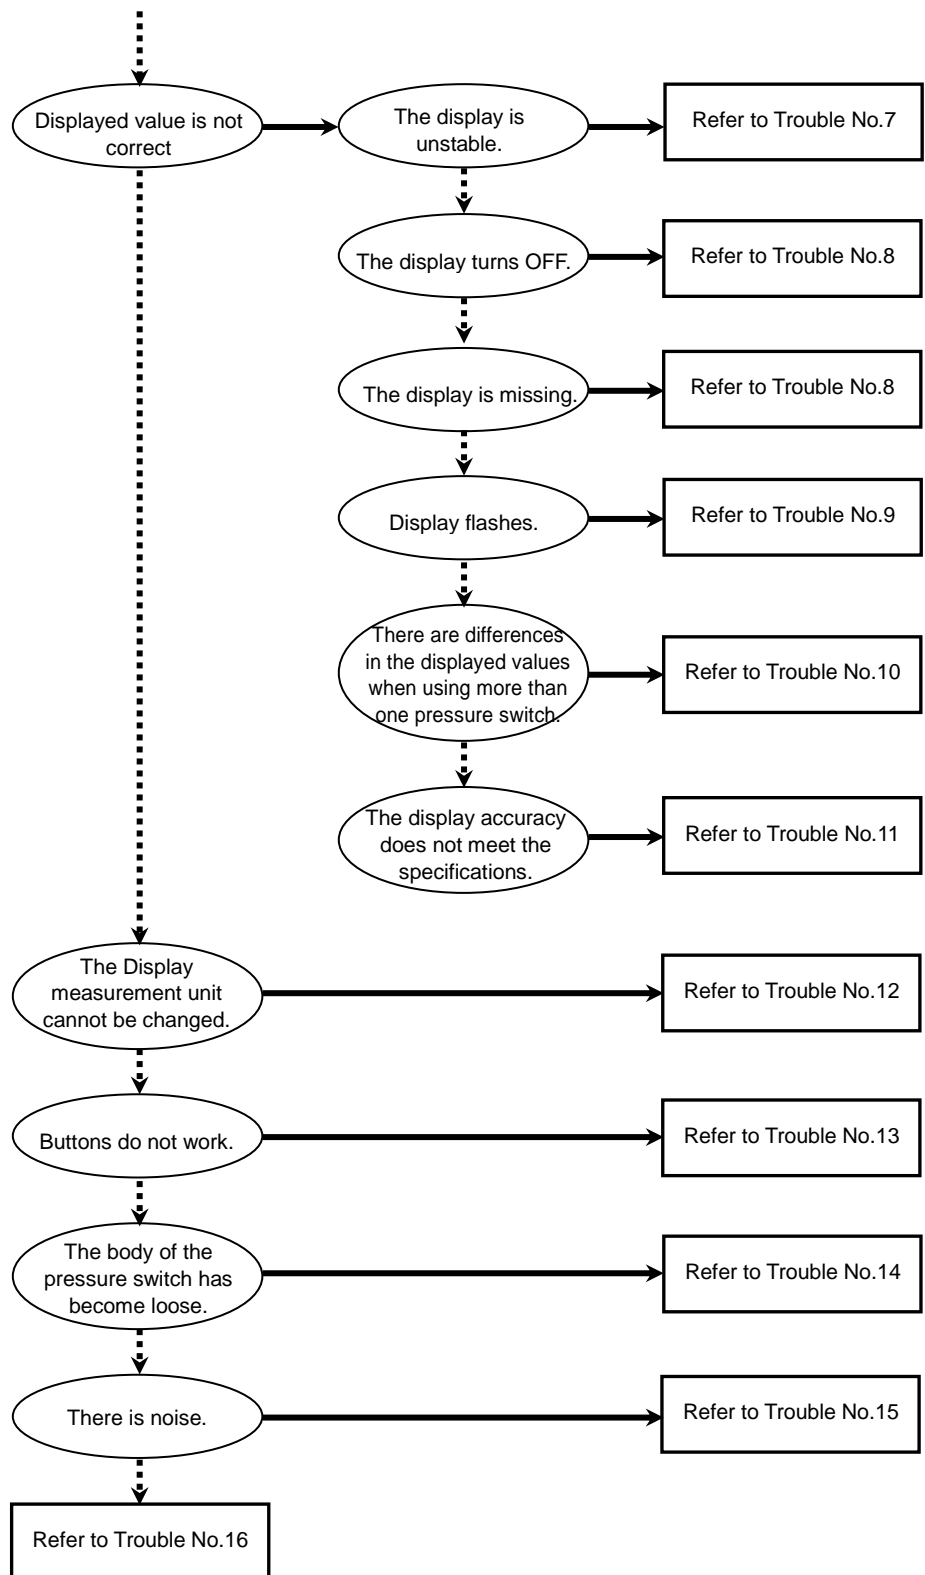 Displayed value is not
correct
The display is
unstable.
Refer to Trouble No.7
The display turns OFF.
Refer to Trouble No.8
The display is missing.
Refer to Trouble No.8
Display flashes.
Refer to Trouble No.9
There are differences
in the displayed values
when using more than
one pressure switch.
Refer to Trouble No.10
The display accuracy
does not meet the
specifications.
Refer to Trouble No.11
The Display
measurement unit
cannot be changed.
Refer to Trouble No.12
Buttons do not work.
Refer to Trouble No.13
The body of the
pressure switch has
become loose.
Refer to Trouble No.14
There is noise.
Refer to Trouble No.15
Refer to Trouble No.16